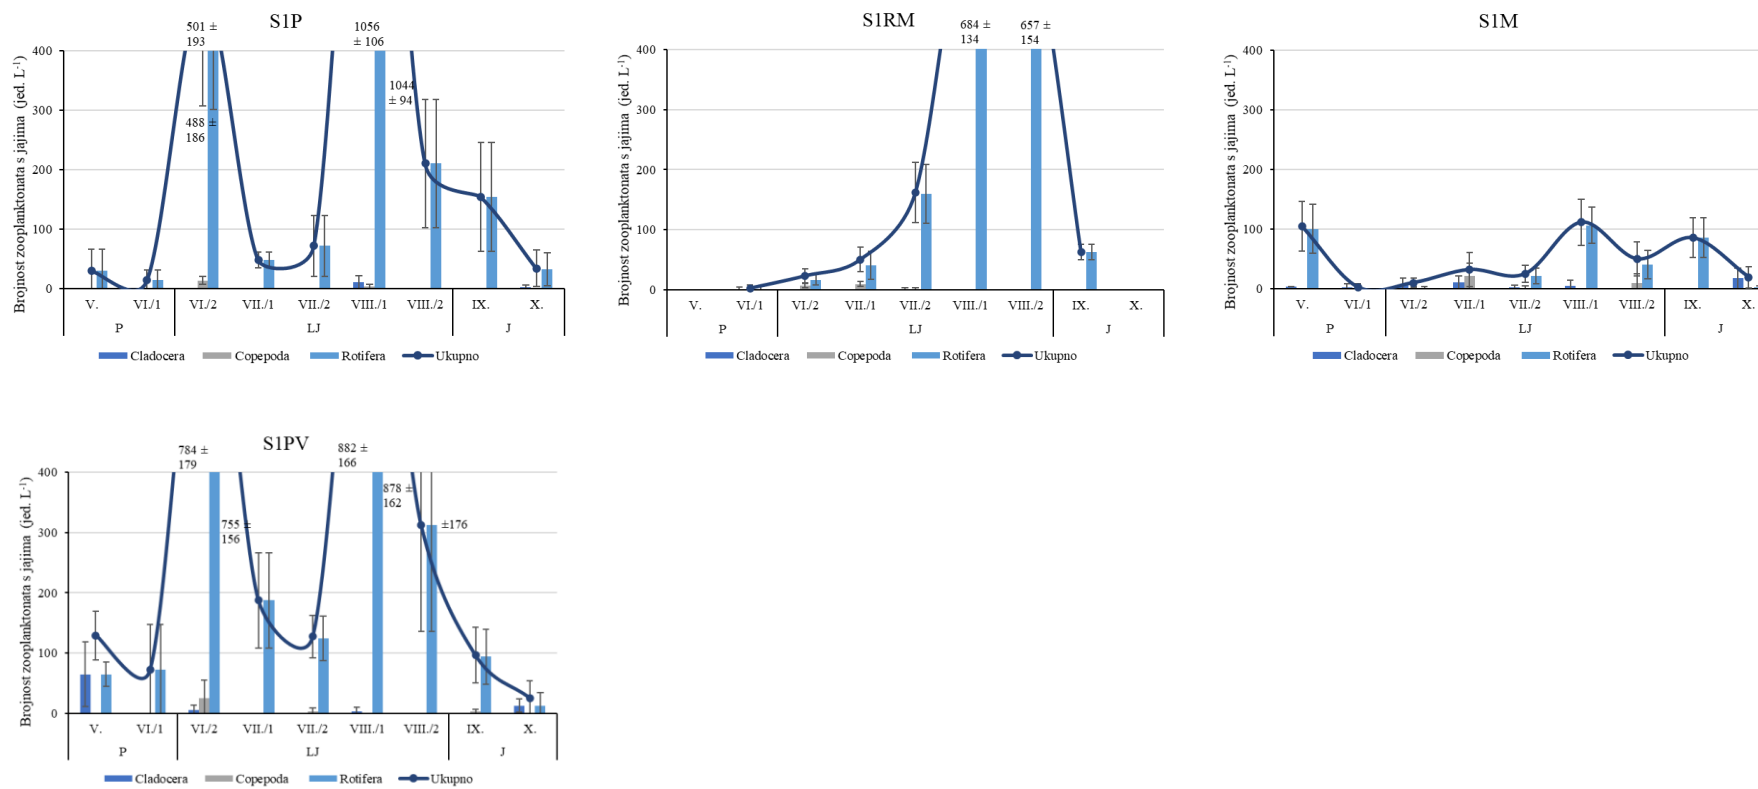 S1P
501 ±
193
1056
± 106
1044
± 94
488 ±
186
Brojnost zooplanktonata s jajima (jed. L⁻¹)
400
300
200
100
0
V. VI./1 VI./2 VII./1 VII./2 VIII./1 VIII./2 IX. X.
P LJ J
Cladocera Copepoda Rotifera Ukupno
S1RM
684 ±
134
657 ±
154
Brojnost zooplanktonata s jajima (jed. L⁻¹)
400
300
200
100
0
V. VI./1 VI./2 VII./1 VII./2 VIII./1 VIII./2 IX. X.
P LJ J
Cladocera Copepoda Rotifera Ukupno
S1M
Brojnost zooplanktonata s jajima (jed. L⁻¹)
400
300
200
100
0
V. VI./1 VI./2 VII./1 VII./2 VIII./1 VIII./2 IX. X.
P LJ J
Cladocera Copepoda Rotifera Ukupno
S1PV
784 ±
179
882 ±
166
878 ±
162
755 ±
156
±176
Brojnost zooplanktonata s jajima (jed. L⁻¹)
400
300
200
100
0
V. VI./1 VI./2 VII./1 VII./2 VIII./1 VIII./2 IX. X.
P LJ J
Cladocera Copepoda Rotifera Ukupno